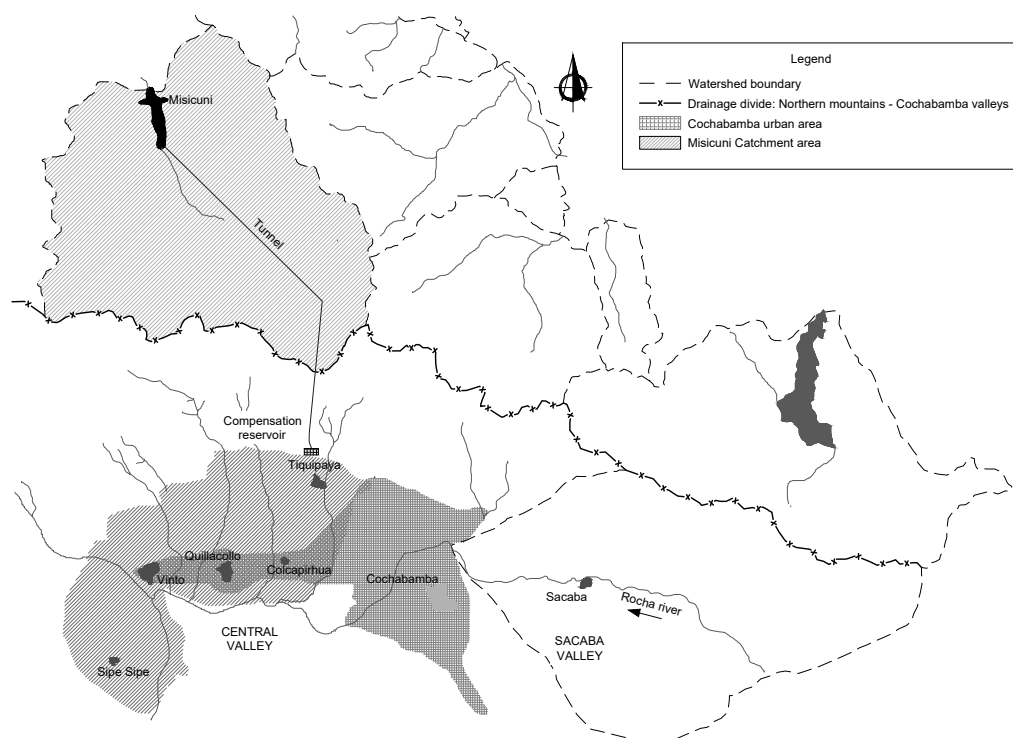 Legend
Watershed boundary
Drainage divide: Northern mountains - Cochabamba valleys
Cochabamba urban area
Misicuni Catchment area
Misicuni
Tunnel
Compensation
reservoir
Tiquipaya
Quillacollo
Colcapirhua
Vinto
Cochabamba
Sacaba
Rocha river
CENTRAL
VALLEY
SACABA
VALLEY
Sipe Sipe